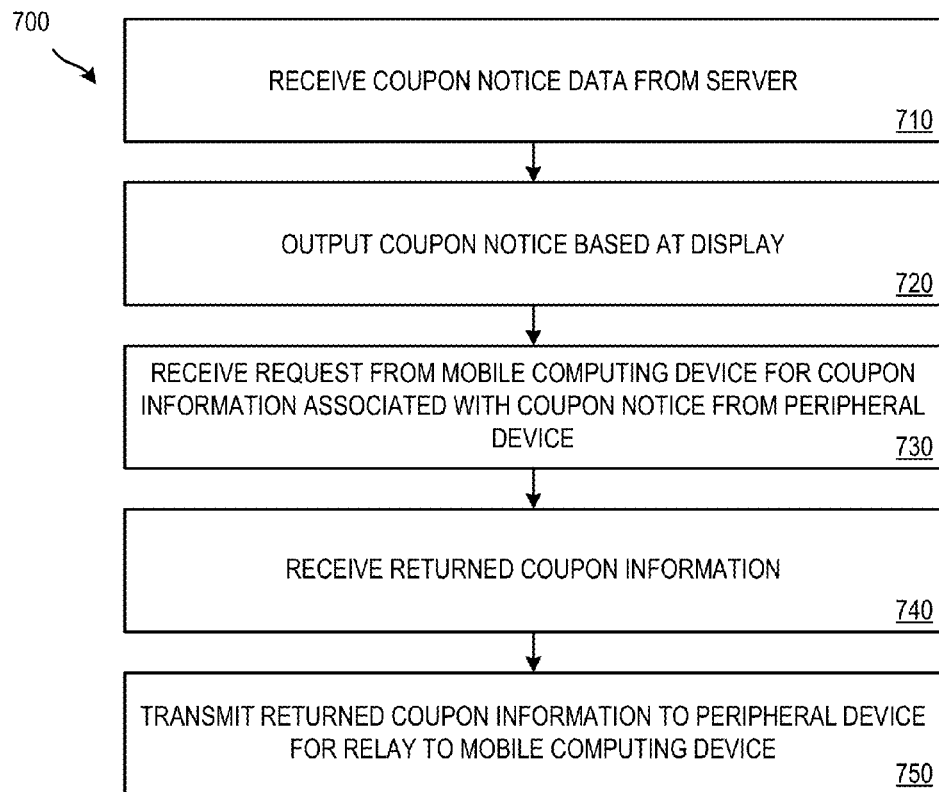 700
RECEIVE COUPON NOTICE DATA FROM SERVER
710
OUTPUT COUPON NOTICE BASED AT DISPLAY
720
RECEIVE REQUEST FROM MOBILE COMPUTING DEVICE FOR COUPON
INFORMATION ASSOCIATED WITH COUPON NOTICE FROM PERIPHERAL
DEVICE
730
RECEIVE RETURNED COUPON INFORMATION
740
TRANSMIT RETURNED COUPON INFORMATION TO PERIPHERAL DEVICE
FOR RELAY TO MOBILE COMPUTING DEVICE
750